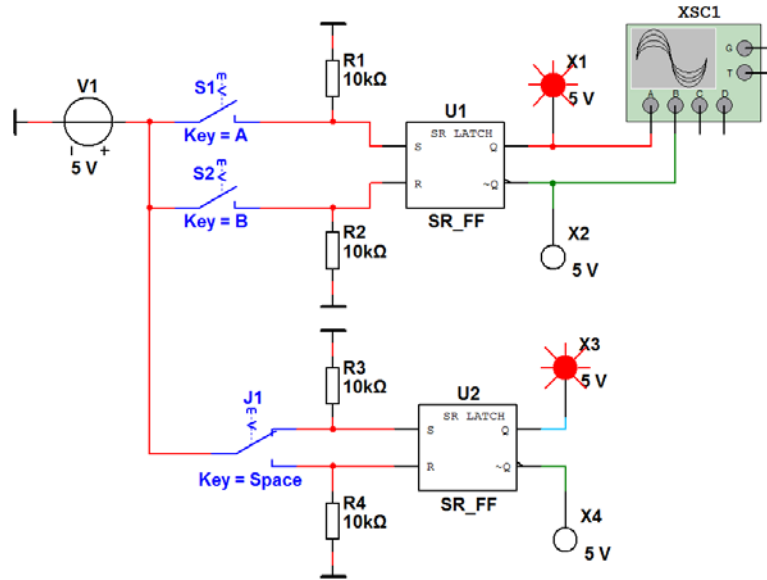 XSC1
G
T
A B C D
V1
5 V
S1
Key = A
S2
Key = B
R1
10kΩ
R2
10kΩ
U1
SR LATCH
S
Q
R
~Q
SR_FF
X1
5 V
X2
5 V
J1
Key = Space
R3
10kΩ
R4
10kΩ
U2
SR LATCH
S
Q
R
~Q
SR_FF
X3
5 V
X4
5 V